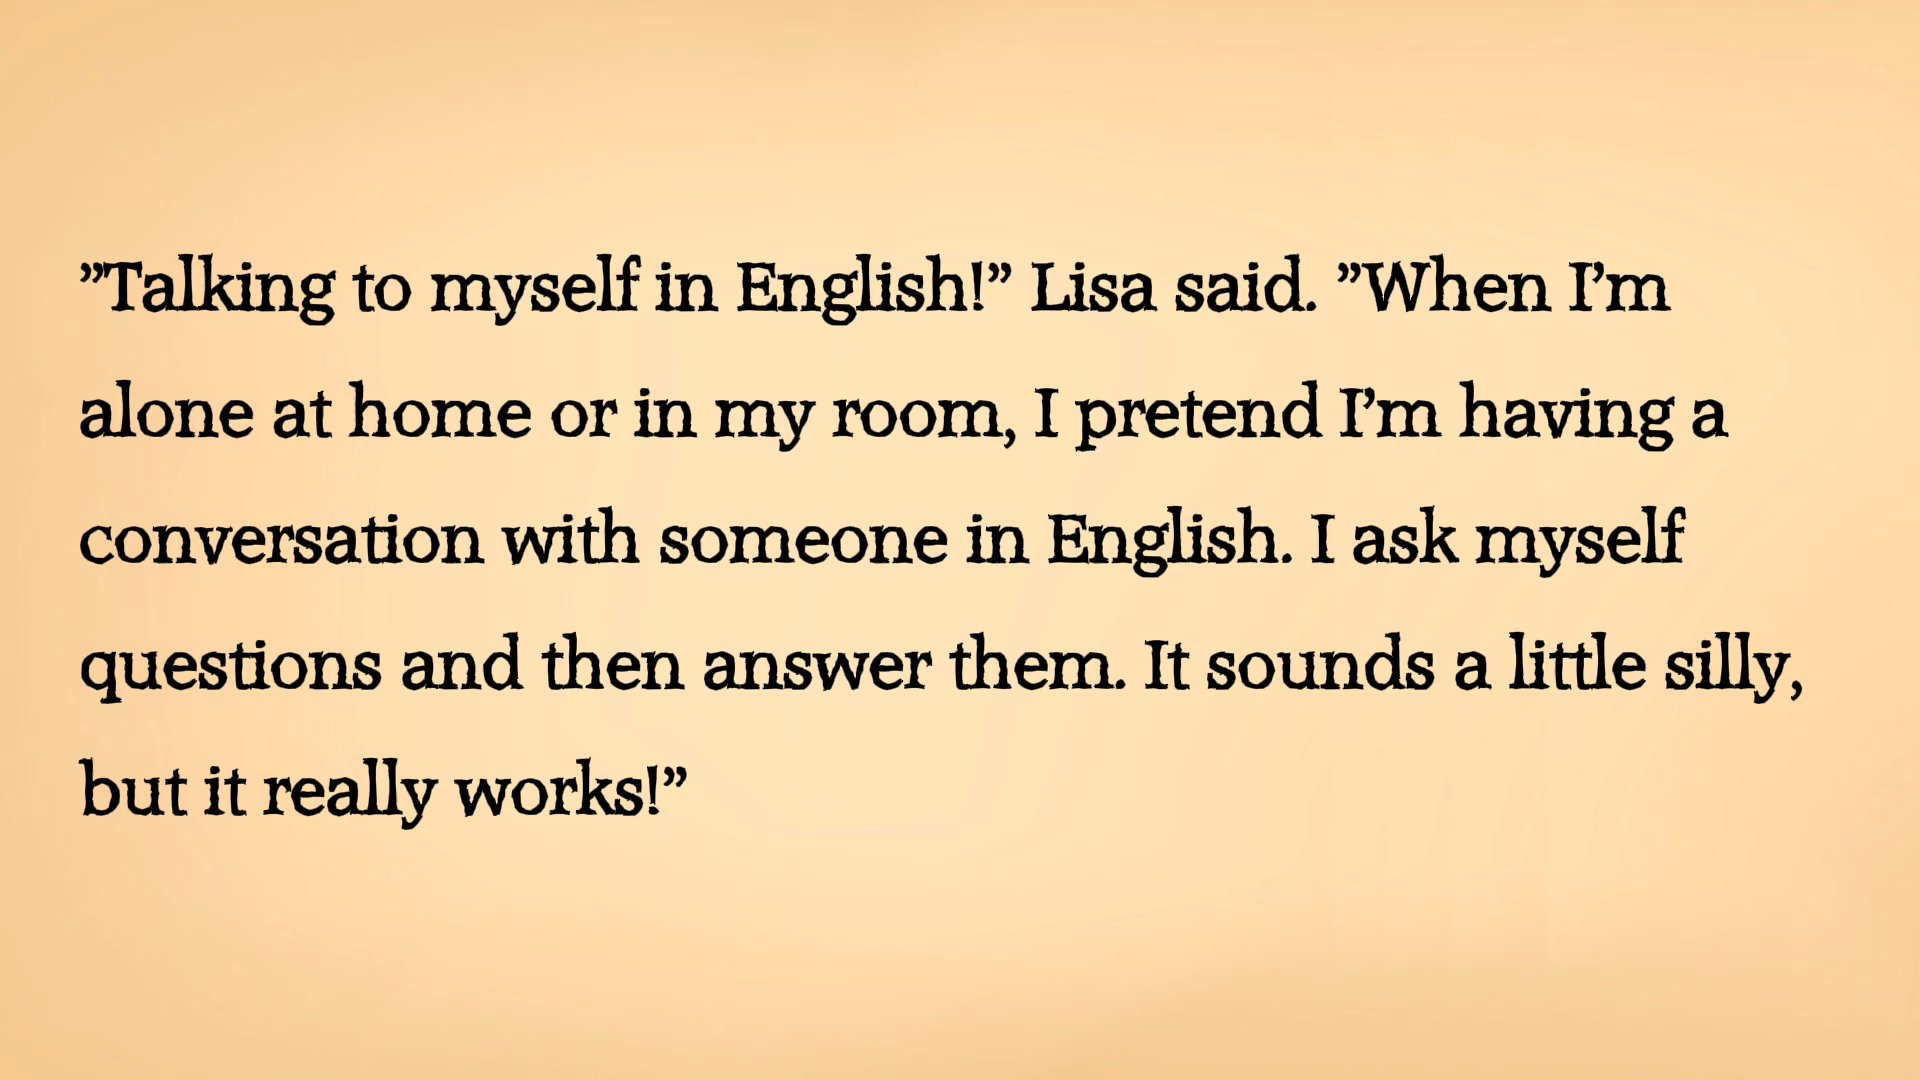 ”Talking to myself in English!” Lisa said. ”When I’m
alone at home or in my room, I pretend I’m having a
conversation with someone in English. I ask myself
questions and then answer them. It sounds a little silly,
but it really works!”